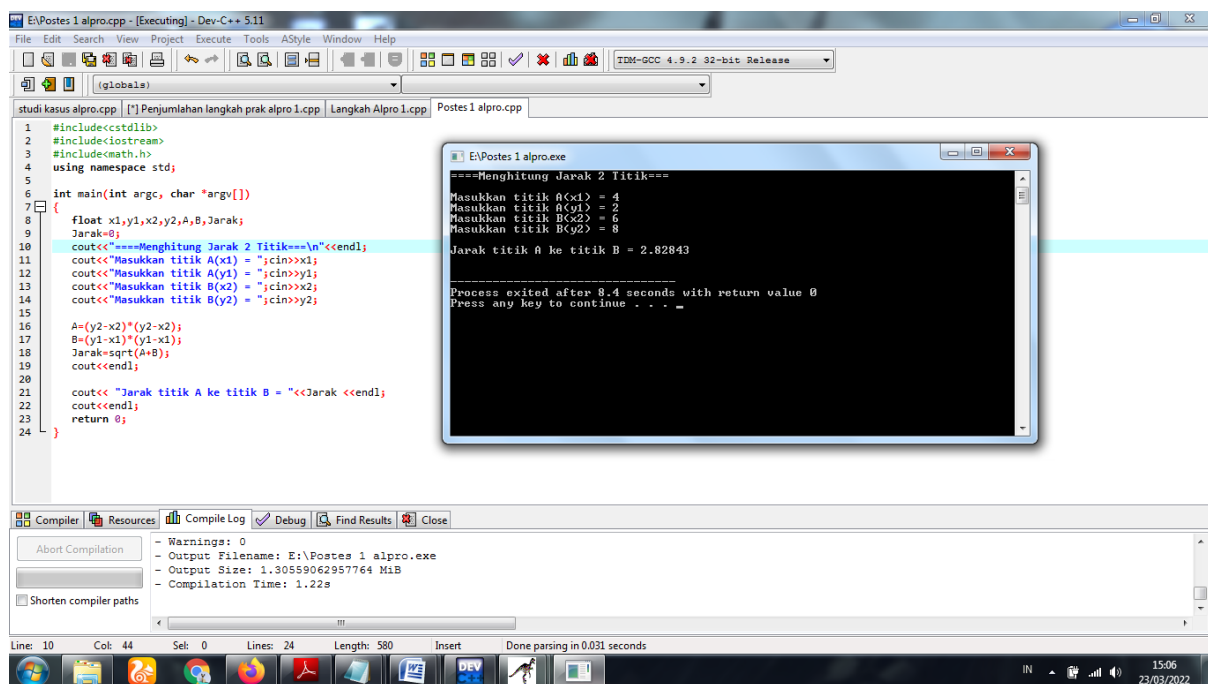 E:\Postes 1 alpro.cpp - [Executing] - Dev-C++ 5.11
File Edit Search View Project Execute Tools AStyle Window Help
TDM-GCC 4.9.2 32-bit Release
(globals)
studi kasus alpro.cpp [*] Penjumlahan langkah prak alpro 1.cpp Langkah Alpro 1.cpp Postes 1 alpro.cpp
1 #include<cstdlib>
2 #include<iostream>
3 #include<math.h>
4 using namespace std;
5
6 int main(int argc, char *argv[])
7 {
8 float x1,y1,x2,y2,A,B,Jarak;
9 Jarak=0;
10 cout<<"====Menghitung Jarak 2 Titik===\n"<<endl;
11 cout<<"Masukkan titik A(x1) = ";cin>>x1;
12 cout<<"Masukkan titik A(y1) = ";cin>>y1;
13 cout<<"Masukkan titik B(x2) = ";cin>>x2;
14 cout<<"Masukkan titik B(y2) = ";cin>>y2;
15
16 A=(y2-x2)*(y2-x2);
17 B=(y1-x1)*(y1-x1);
18 Jarak=sqrt(A+B);
19 cout<<endl;
20
21 cout<< "Jarak titik A ke titik B = "<<Jarak <<endl;
22 cout<<endl;
23 return 0;
24 }
E:\Postes 1 alpro.exe
====Menghitung Jarak 2 Titik===
Masukkan titik A(x1) = 4
Masukkan titik A(y1) = 2
Masukkan titik B(x2) = 6
Masukkan titik B(y2) = 8
Jarak titik A ke titik B = 2.82843
--------------------------------
Process exited after 8.4 seconds with return value 0
Press any key to continue . . . _
Compiler Resources Compile Log Debug Find Results Close
Abort Compilation
Shorten compiler paths
- Warnings: 0
- Output Filename: E:\Postes 1 alpro.exe
- Output Size: 1.30559062957764 MiB
- Compilation Time: 1.22s
Line: 10 Col: 44 Sel: 0 Lines: 24 Length: 580 Insert Done parsing in 0.031 seconds
DEV
IN
15:06
23/03/2022